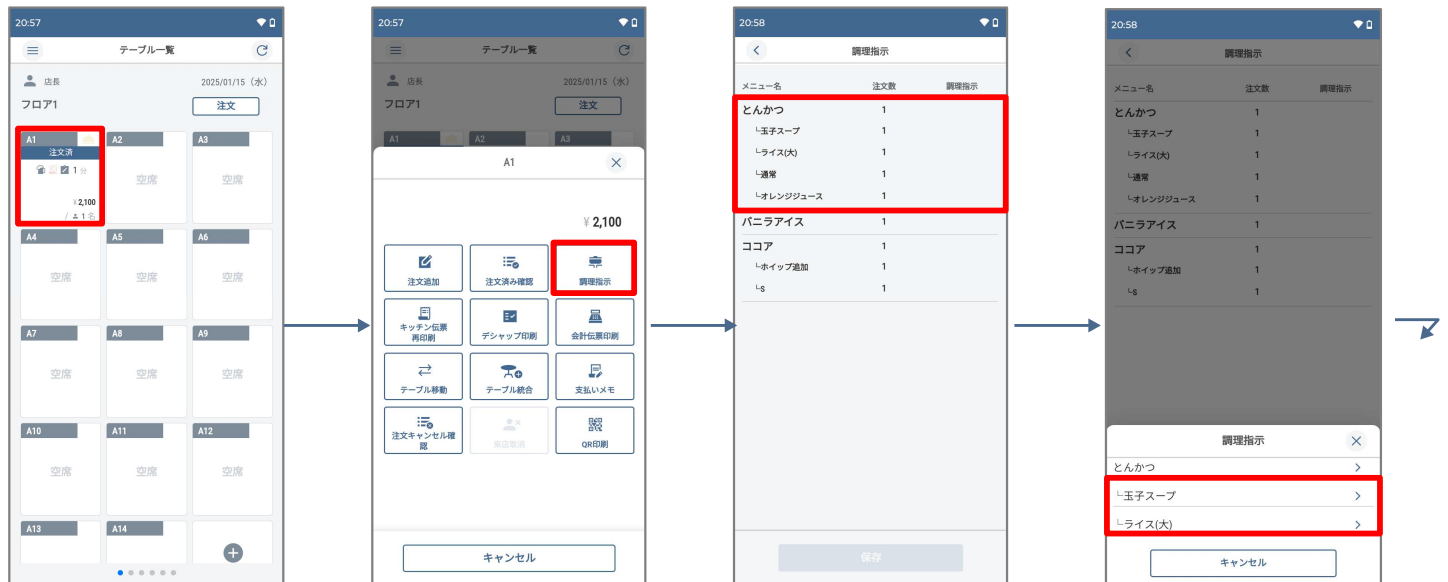 20:57
テーブル一覧
店長
2025/01/15（水）
フロア1
注文
A1
注文済
1 分
¥ 2,100
/ 1 名
A2
空席
A3
空席
A4
空席
A5
空席
A6
空席
A7
空席
A8
空席
A9
空席
A10
空席
A11
空席
A12
空席
A13
A14
20:57
テーブル一覧
店長
2025/01/15（水）
フロア1
注文
A1
A2
A3
A1
¥ 2,100
注文追加
注文済み確認
調理指示
キッチン伝票
再印刷
デシャップ印刷
会計伝票印刷
テーブル移動
テーブル統合
支払いメモ
注文キャンセル確
認
来店取消
QR印刷
キャンセル
20:58
調理指示
メニュー名 注文数 調理指示
とんかつ 1
└玉子スープ 1
└ライス(大) 1
└通常 1
└オレンジジュース 1
バニラアイス 1
ココア 1
└ホイップ追加 1
└S 1
保存
20:58
調理指示
メニュー名 注文数 調理指示
とんかつ 1
└玉子スープ 1
└ライス(大) 1
└通常 1
└オレンジジュース 1
バニラアイス 1
ココア 1
└ホイップ追加 1
└S 1
調理指示
とんかつ
└玉子スープ
└ライス(大)
キャンセル